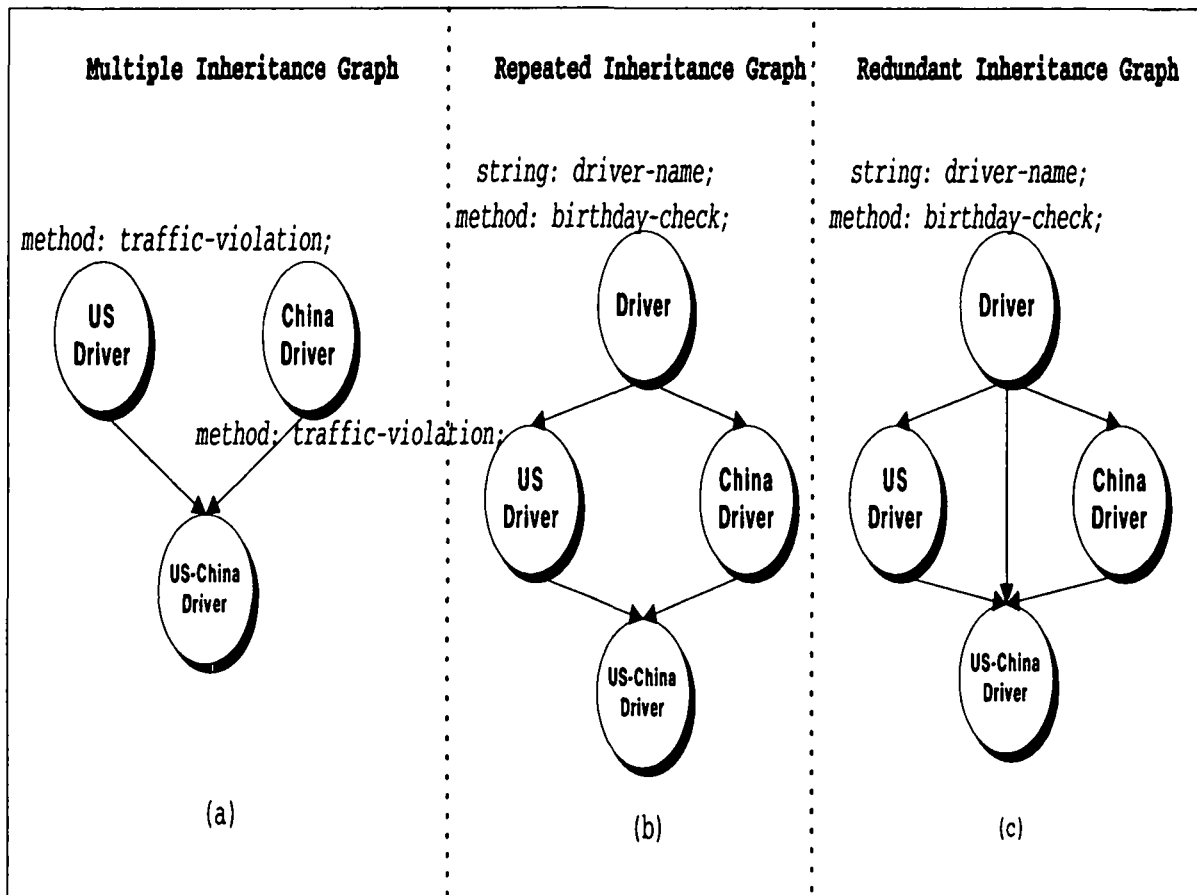 Multiple Inheritance Graph
method: traffic-violation;
US
Driver
China
Driver
method: traffic-violation;
US-China
Driver
(a)
Repeated Inheritance Graph
string: driver-name;
method: birthday-check;
Driver
US
Driver
China
Driver
US-China
Driver
(b)
Redundant Inheritance Graph
string: driver-name;
method: birthday-check;
Driver
US
Driver
China
Driver
US-China
Driver
(c)